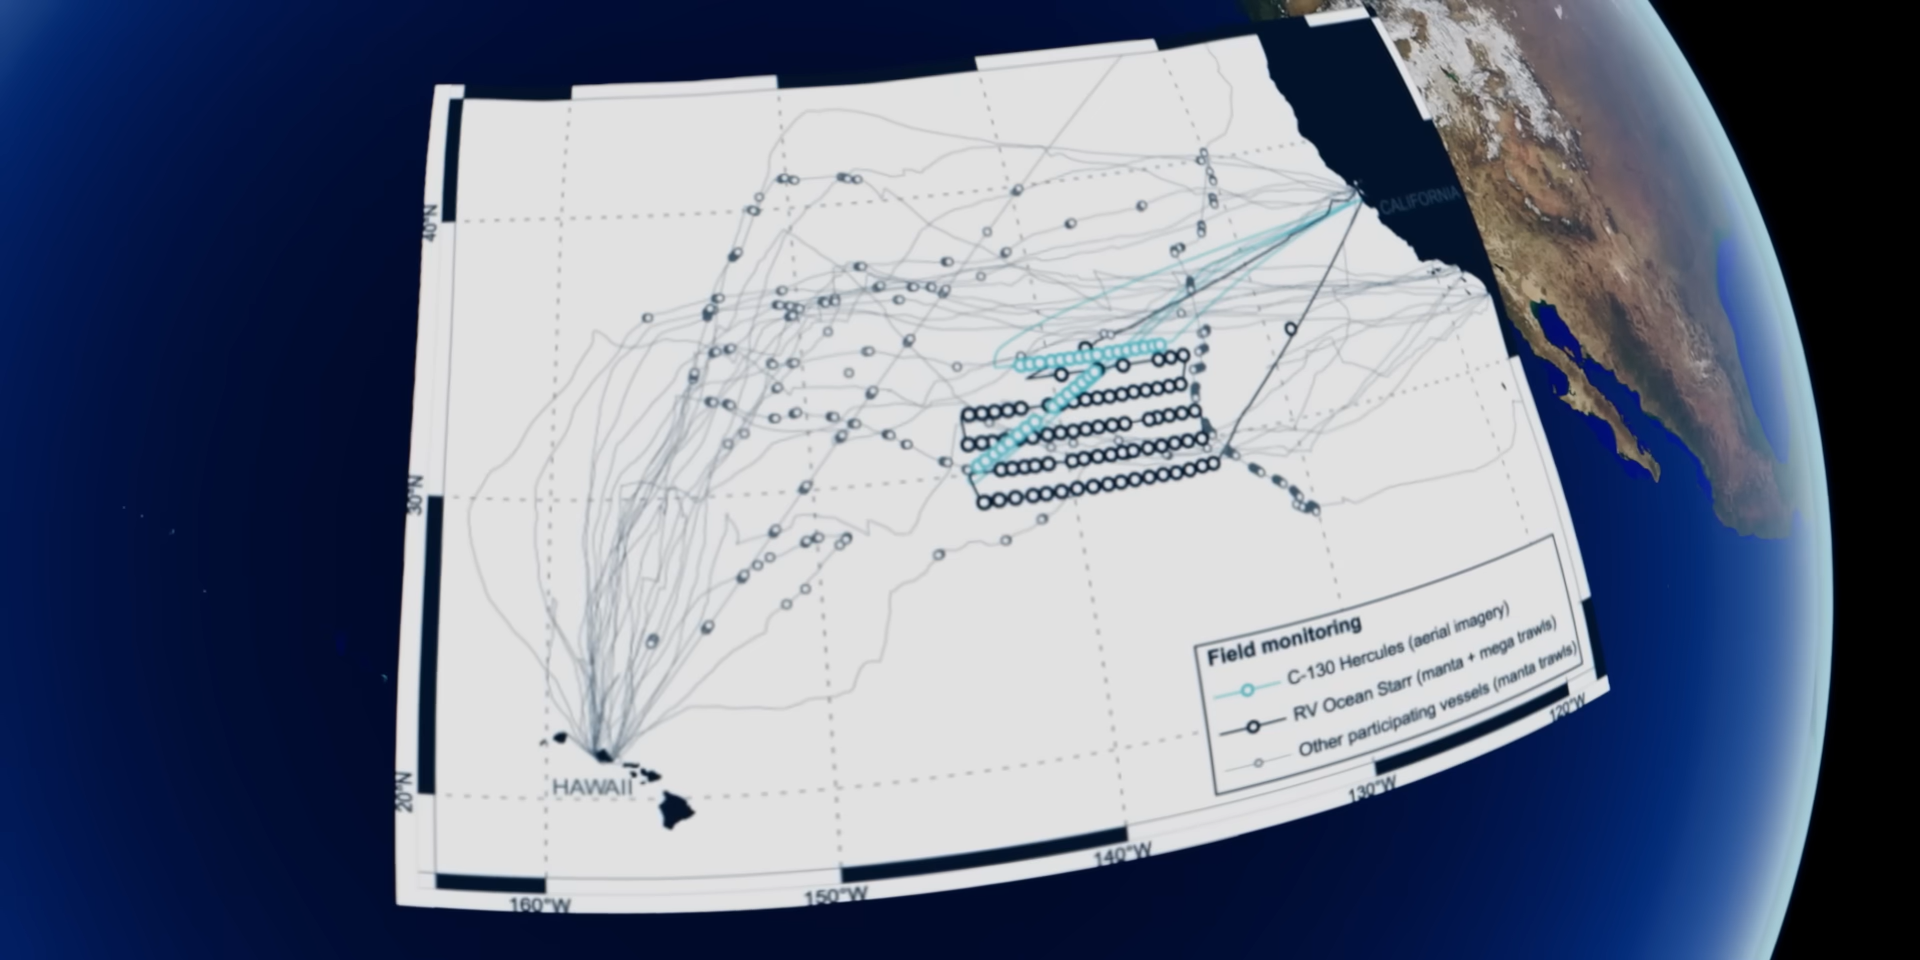 40°N
CALIFORNIA
30°N
Field monitoring
C-130 Hercules (aerial imagery)
RV Ocean Starr (manta + mega trawls)
Other participating vessels (manta trawls)
20°N
HAWAII
160°W
150°W
140°W
130°W
120°W